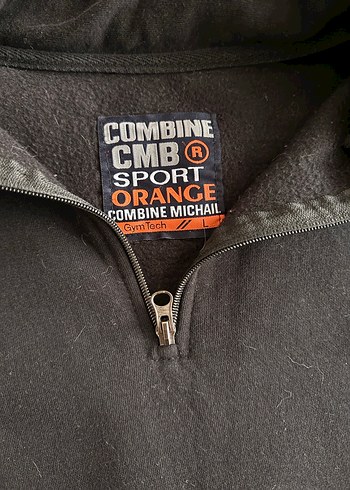 COMBINE
CMB ®
SPORT
ORANGE
COMBINE MICHAIL
GymTech // L